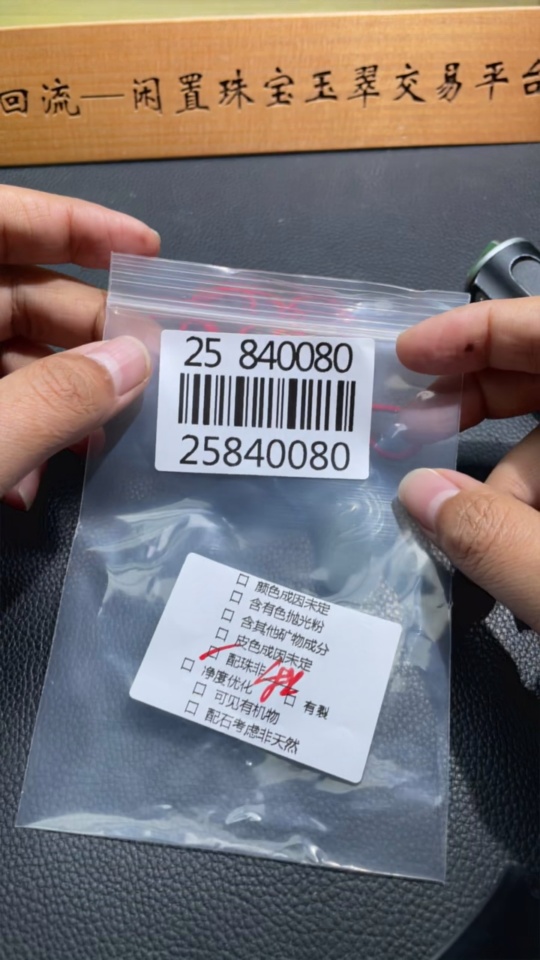 回流—闲置珠宝玉翠交易平台
25 840080
25840080
□ 颜色成因未定
□ 含有色抛光粉
□ 含其他矿物成分
□ 皮色成因未定
□ 配珠非
□ 净度优化 □ 有裂
□ 可见有机物
□ 配石考虑非天然